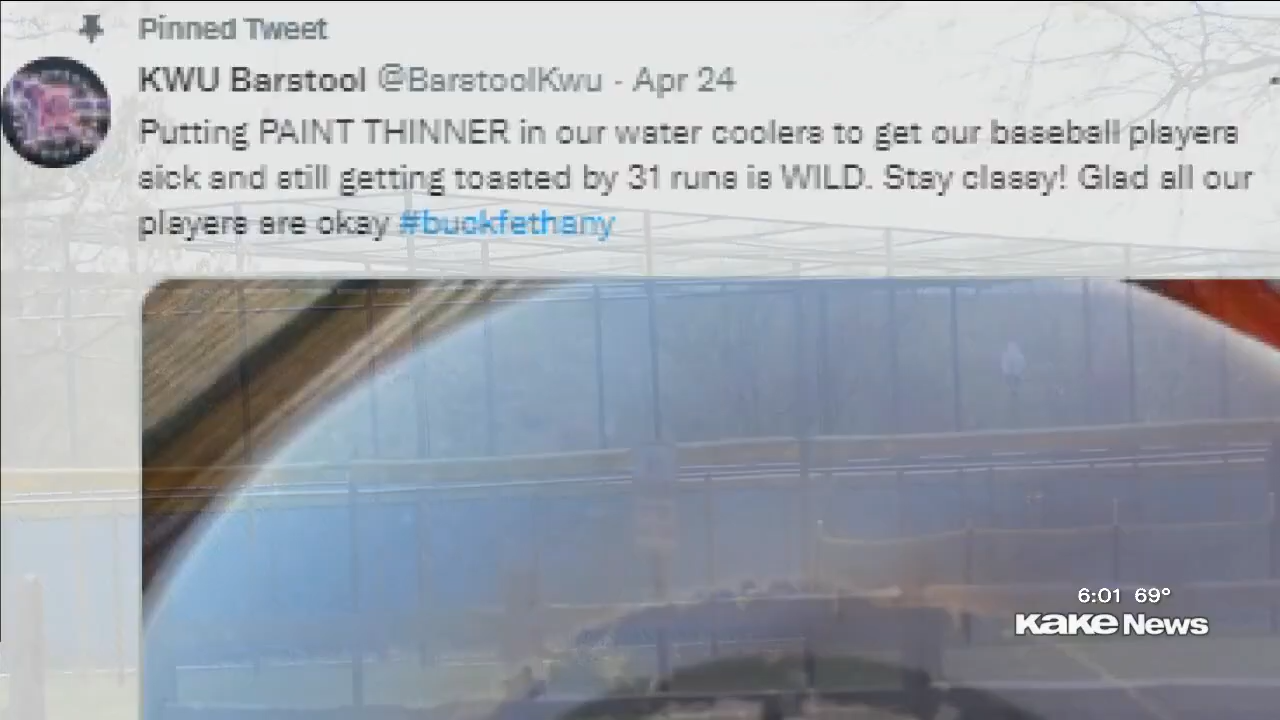 Pinned Tweet
KWU Barstool @BarstoolKwu - Apr 24
Putting PAINT THINNER in our water coolers to get our baseball players
sick and still getting toasted by 31 runs is WILD. Stay classy! Glad all our
players are okay #buckfethany
6:01 69°
KAKE News